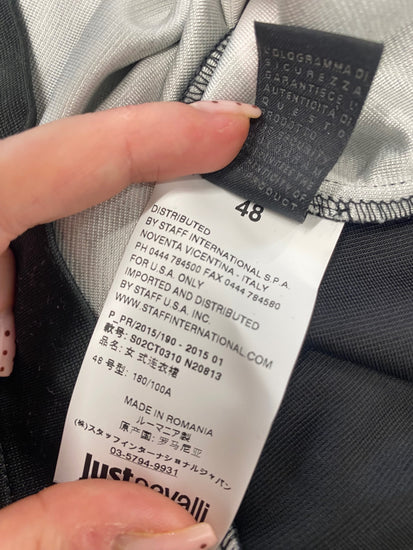 OLOGRAMMA DI
SICUREZZA
GARANTISCE L'
AUTENTICITÀ DI
QUESTO
PRODOTTO
48
DISTRIBUTED
BY STAFF INTERNATIONAL S.P.A.
NOVENTA VICENTINA - ITALY
PH 0444 784500 FAX 0444 784580
FOR U.S.A. ONLY
IMPORTED AND DISTRIBUTED
BY STAFF U.S.A. INC
WWW.STAFFINTERNATIONAL.COM
P_PR/2015/190 - 2015 01
款号: S02CT0310 N20813
品名: 女式连衣裙
48 号型: 180/100A
MADE IN ROMANIA
ルーマニア製
原产国: 罗马尼亚
(株)スタッフインターナショナルジャパン
03-5794-9931
Just cavalli